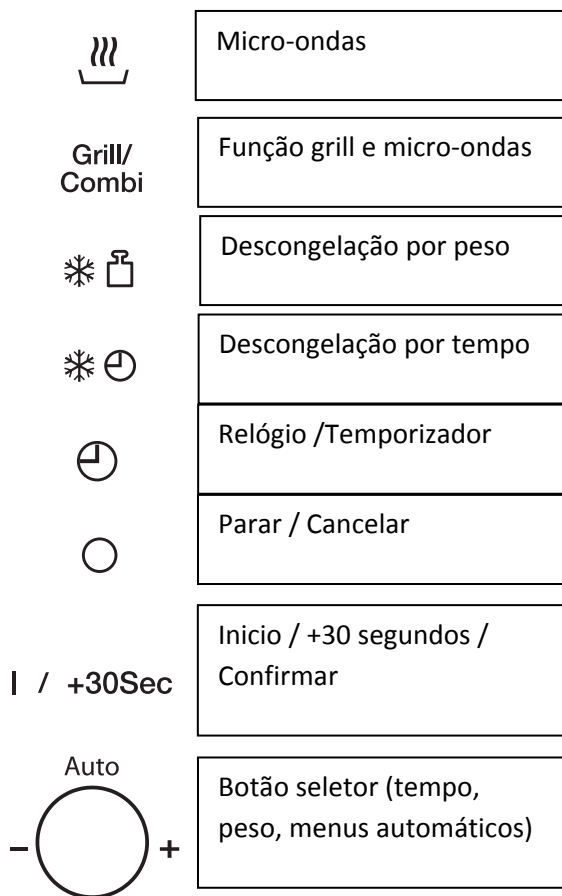 Micro-ondas
Grill/
Combi
Função grill e micro-ondas
Descongelação por peso
Descongelação por tempo
Relógio /Temporizador
Parar / Cancelar
I / +30Sec
Inicio / +30 segundos /
Confirmar
Auto
- +
Botão seletor (tempo,
peso, menus automáticos)